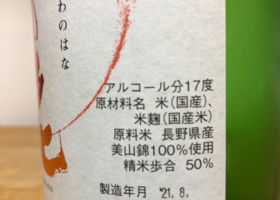 わのはな
アルコール分17度
原材料名 米(国産)、
米麹(国産米)
原料米 長野県産
美山錦100%使用
精米歩合 50%
製造年月 '21.8.